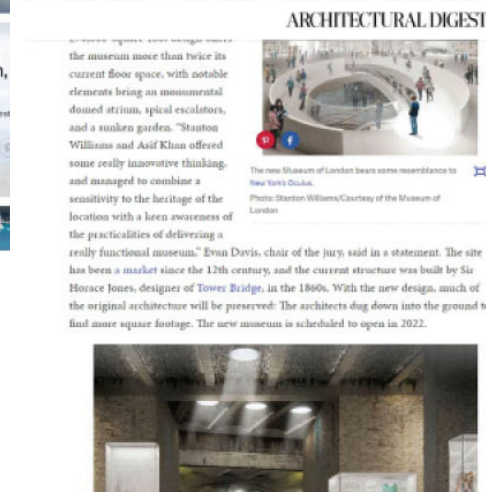 ARCHITECTURAL DIGEST
the museum more than twice its
current floor space, with notable
elements being an monumental
domed atrium, spiral escalators,
and a sunken garden. "Stanton
Williams and Asif Khan offered
some really innovative thinking,
and managed to combine a
sensitivity to the heritage of the
location with a keen awareness of
the practicalities of delivering a
The new Museum of London bears some resemblance to
New York's Oculus.
Photo: Stanton Williams/Courtesy of the Museum of
London
really functional museum," Evan Davis, chair of the jury, said in a statement. The site
has been a market since the 12th century, and the current structure was built by Sir
Horace Jones, designer of Tower Bridge, in the 1860s. With the new design, much of
the original architecture will be preserved: The architects dug down into the ground to
find more square footage. The new museum is scheduled to open in 2022.